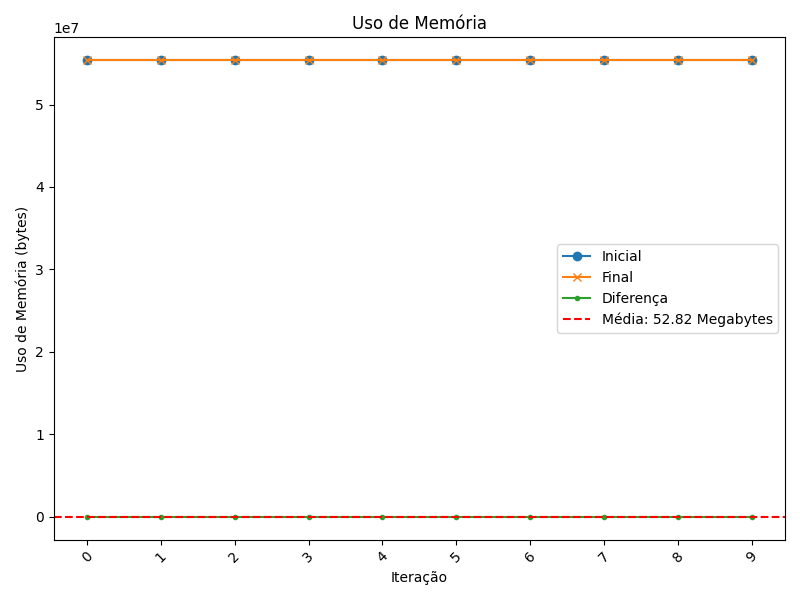 Uso de Memória
1e7
Uso de Memória (bytes)
5
4
3
2
1
0
Inicial
Final
Diferença
Média: 52.82 Megabytes
0 1 2 3 4 5 6 7 8 9
Iteração